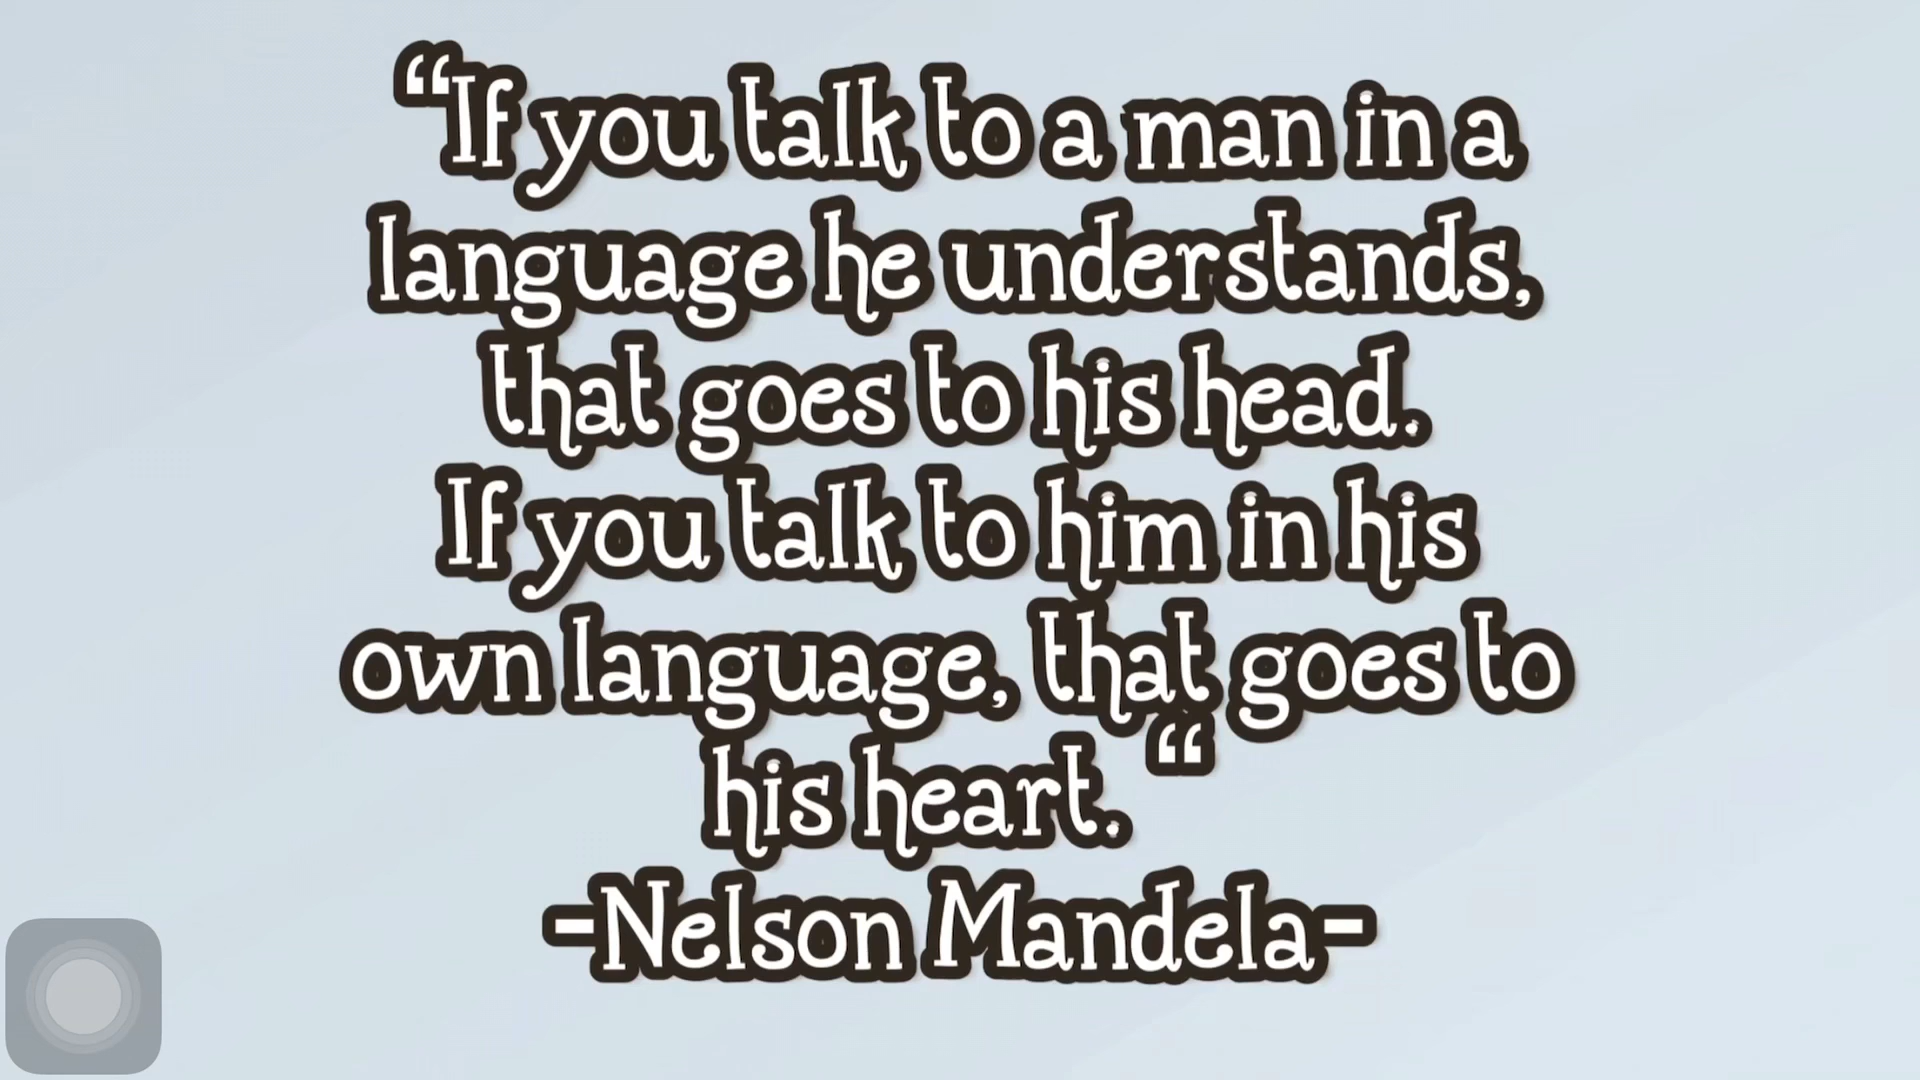 “If you talk to a man in a
language he understands,
that goes to his head.
If you talk to him in his
own language, that goes to
his heart. “
-Nelson Mandela-